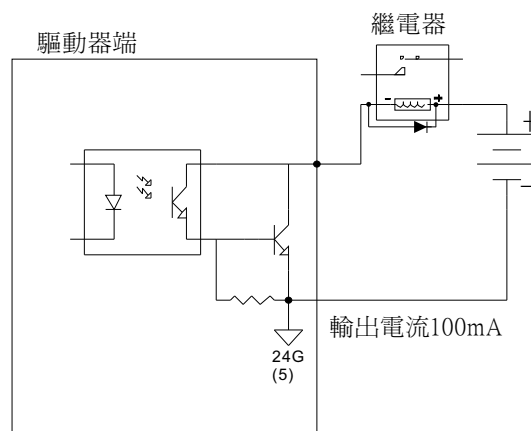 繼電器
驅動器端
- +
+
-
輸出電流100mA
24G
(5)